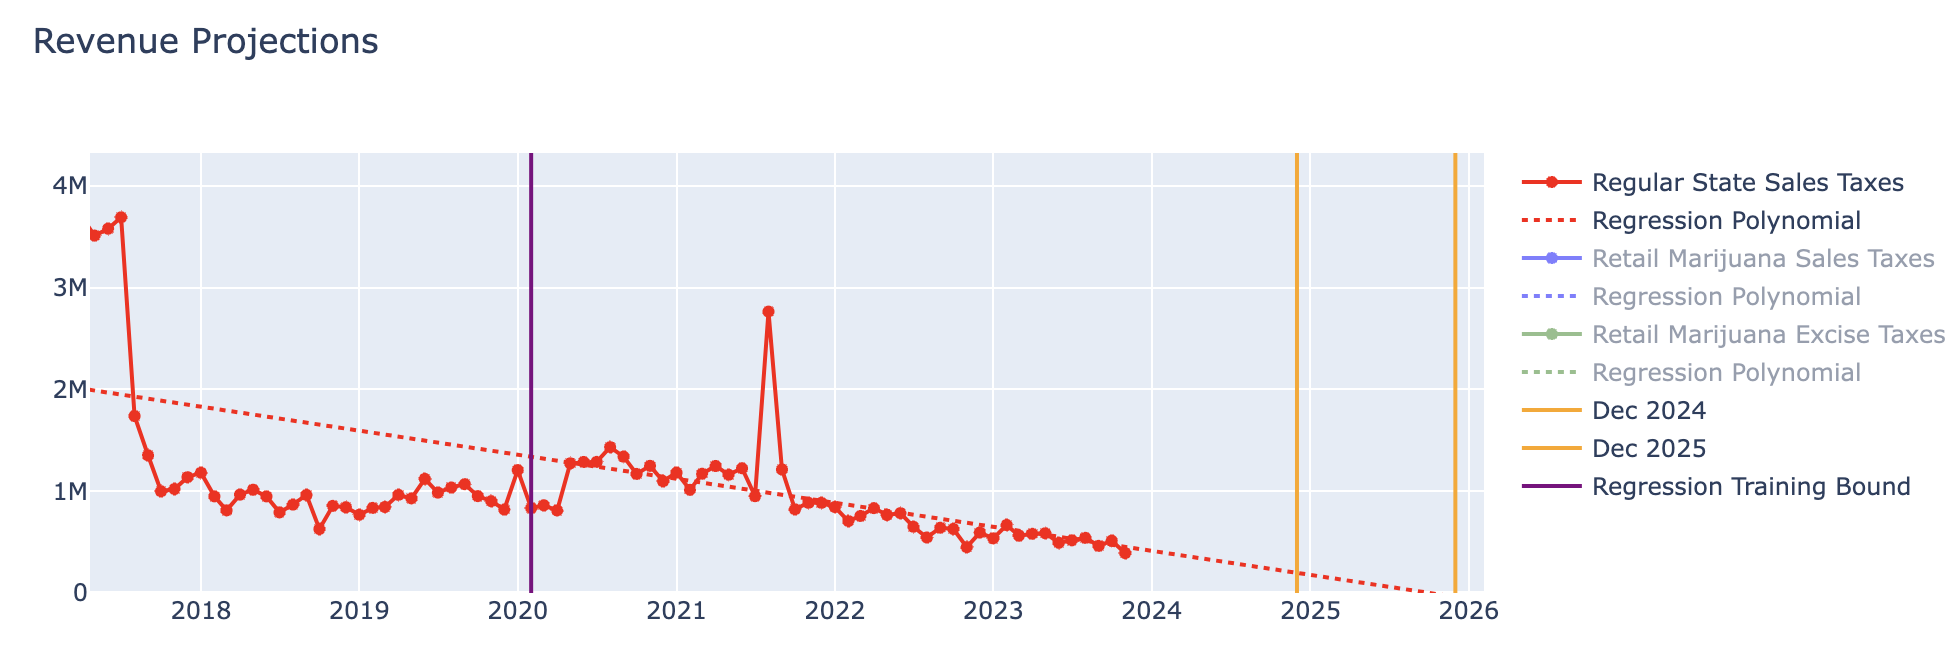 Revenue Projections
4M
3M
2M
1M
0
2018 2019 2020 2021 2022 2023 2024 2025 2026
Regular State Sales Taxes
Regression Polynomial
Retail Marijuana Sales Taxes
Regression Polynomial
Retail Marijuana Excise Taxes
Regression Polynomial
Dec 2024
Dec 2025
Regression Training Bound